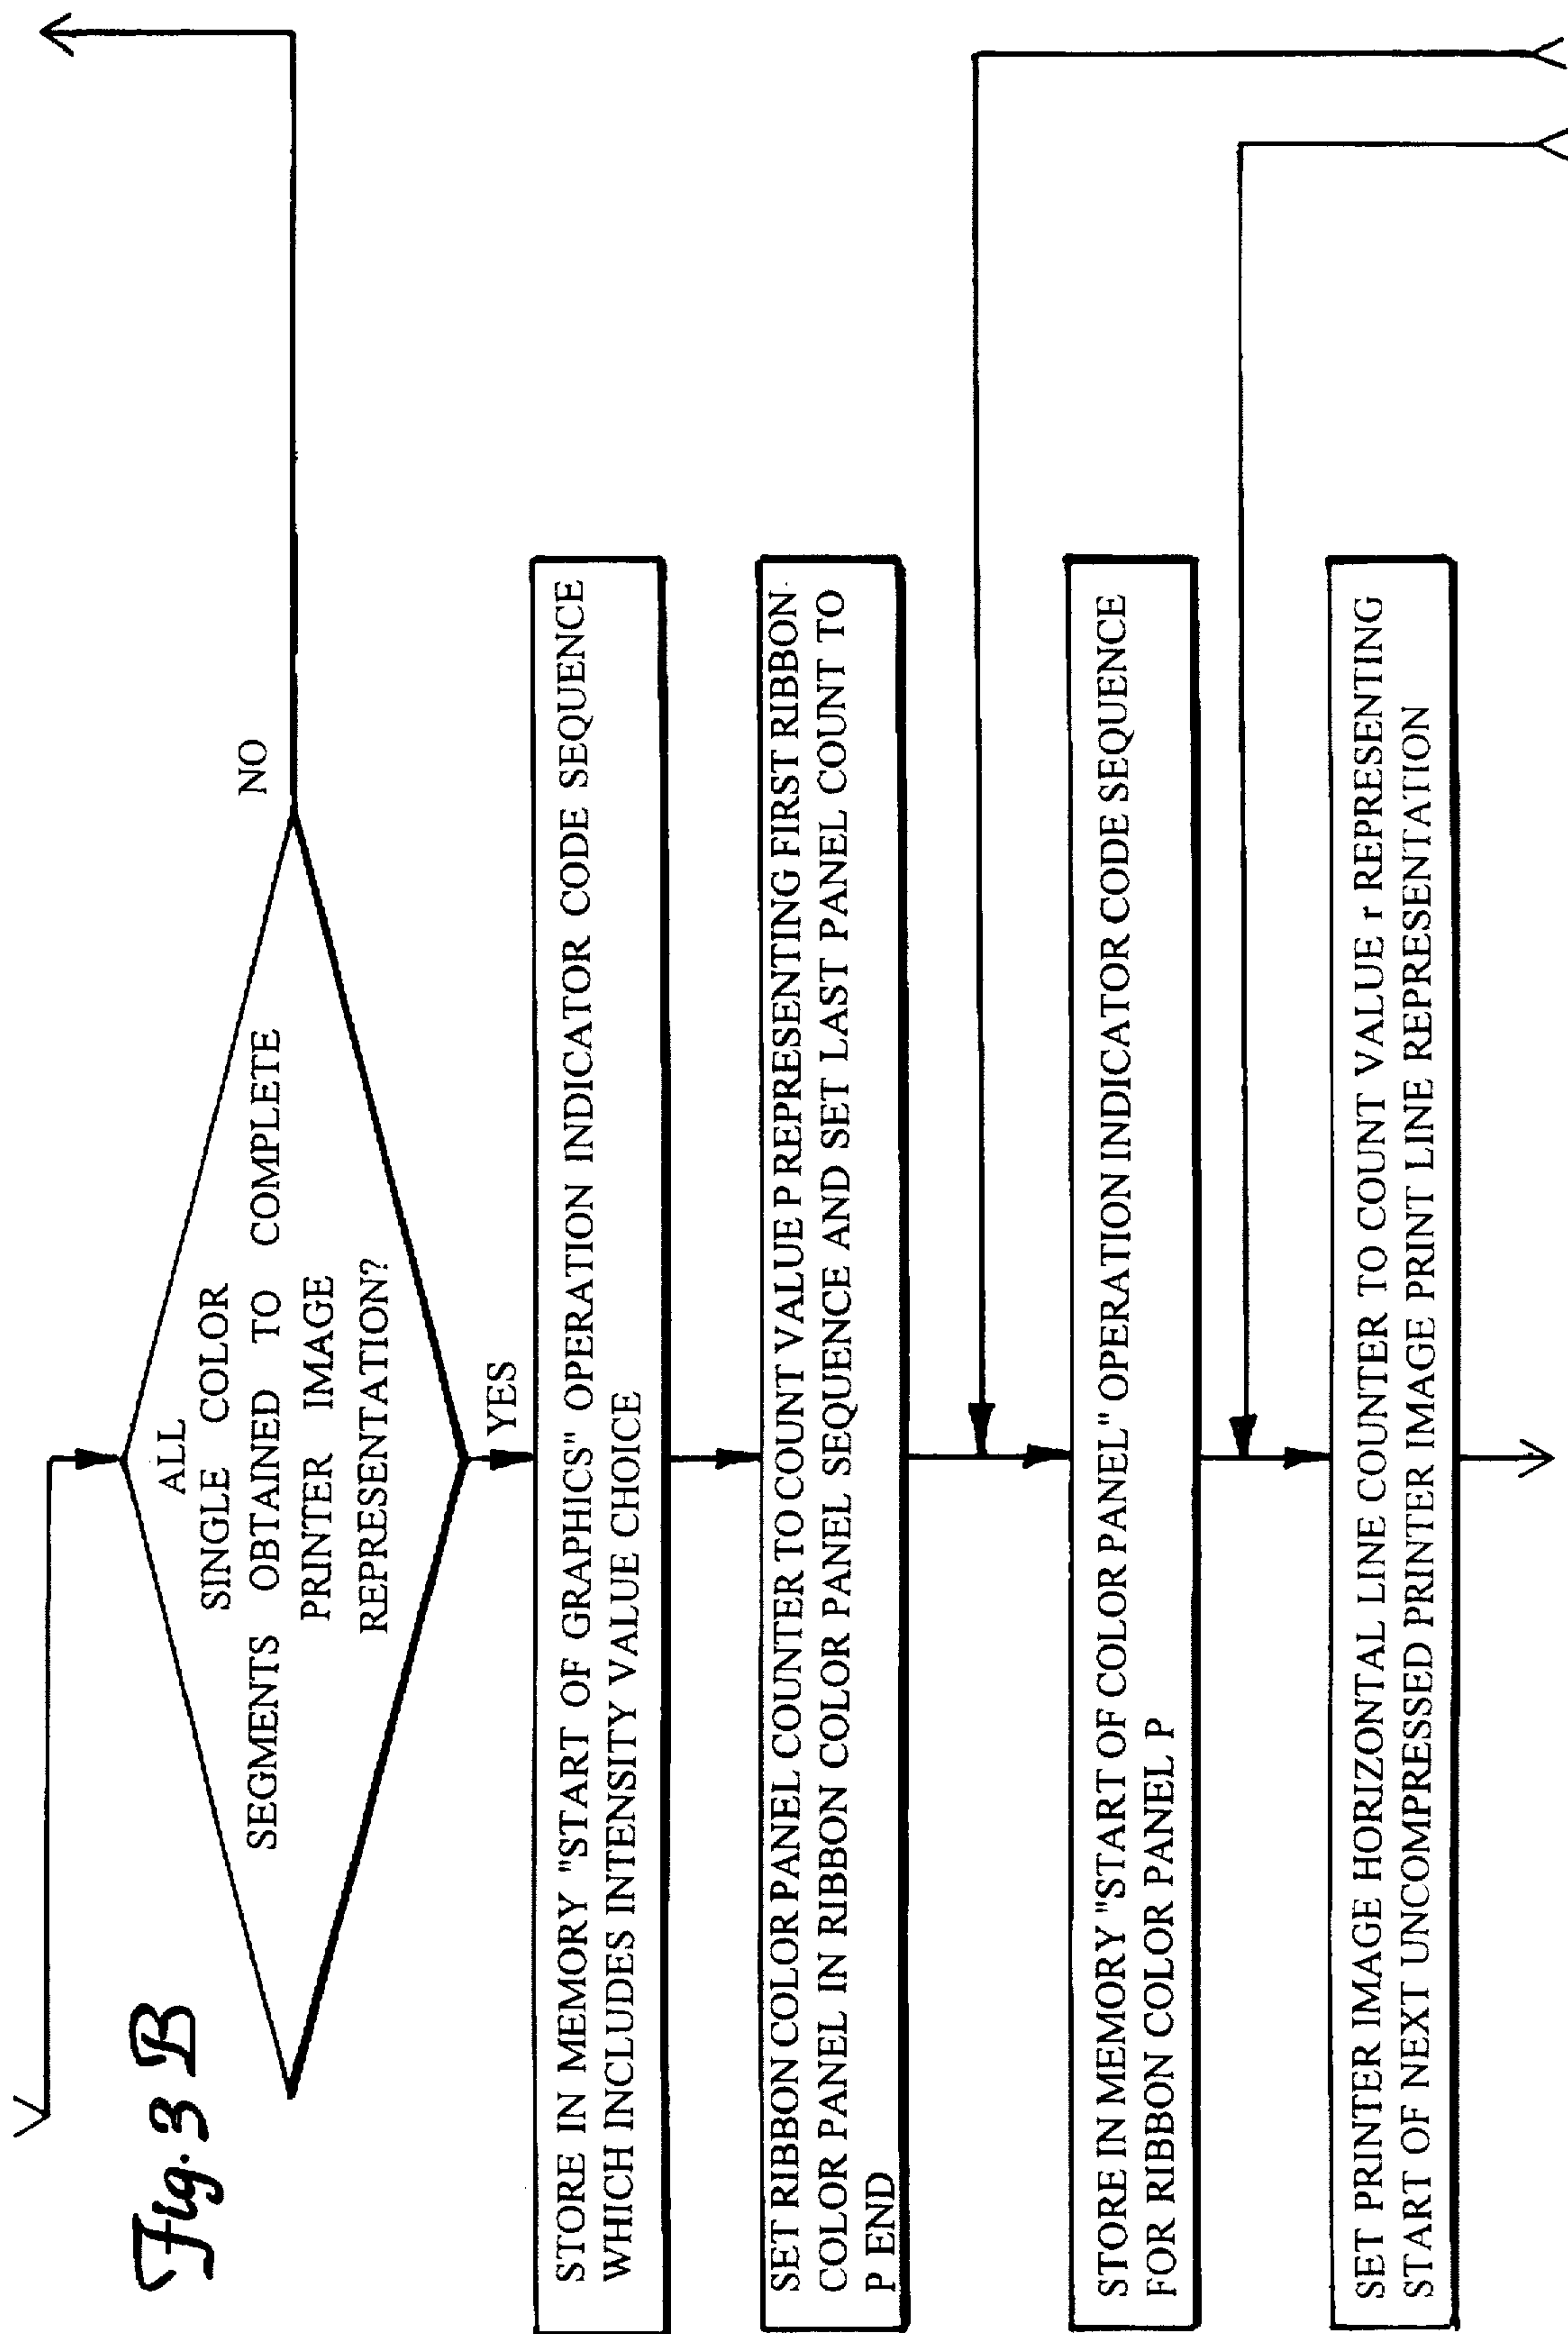 Fig. 3 B
ALL
SINGLE COLOR
SEGMENTS OBTAINED TO COMPLETE
PRINTER IMAGE
REPRESENTATION?
NO
YES
STORE IN MEMORY "START OF GRAPHICS" OPERATION INDICATOR CODE SEQUENCE
WHICH INCLUDES INTENSITY VALUE CHOICE
SET RIBBON COLOR PANEL COUNTER TO COUNT VALUE P REPRESENTING FIRST RIBBON
COLOR PANEL IN RIBBON COLOR PANEL SEQUENCE AND SET LAST PANEL COUNT TO
P END
STORE IN MEMORY "START OF COLOR PANEL" OPERATION INDICATOR CODE SEQUENCE
FOR RIBBON COLOR PANEL P
SET PRINTER IMAGE HORIZONTAL LINE COUNTER TO COUNT VALUE r REPRESENTING
START OF NEXT UNCOMPRESSED PRINTER IMAGE PRINT LINE REPRESENTATION